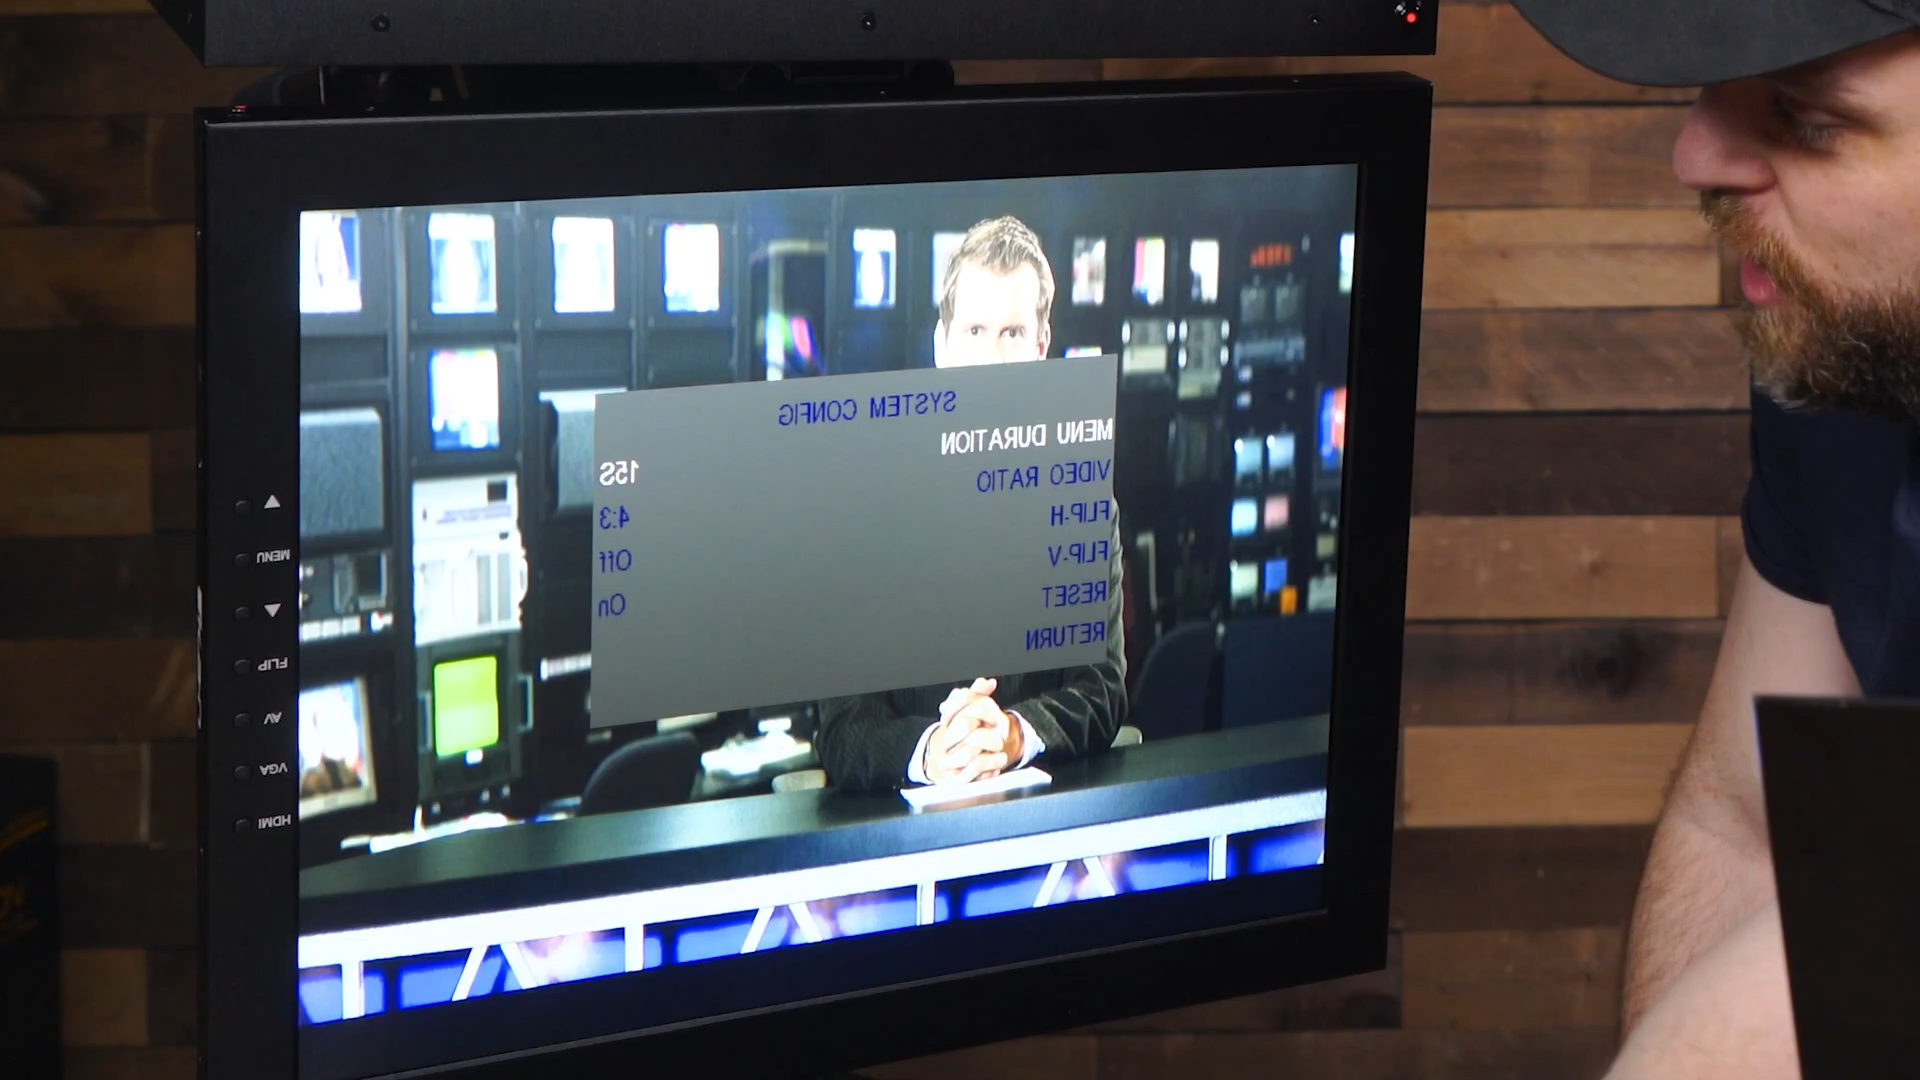 SYSTEM CONFIG
MENU DURATION 15S
VIDEO RATIO 4:3
FLIP-H Off
FLIP-V On
RESET
RETURN
MENU
FLIP
AV
VGA
HDMI